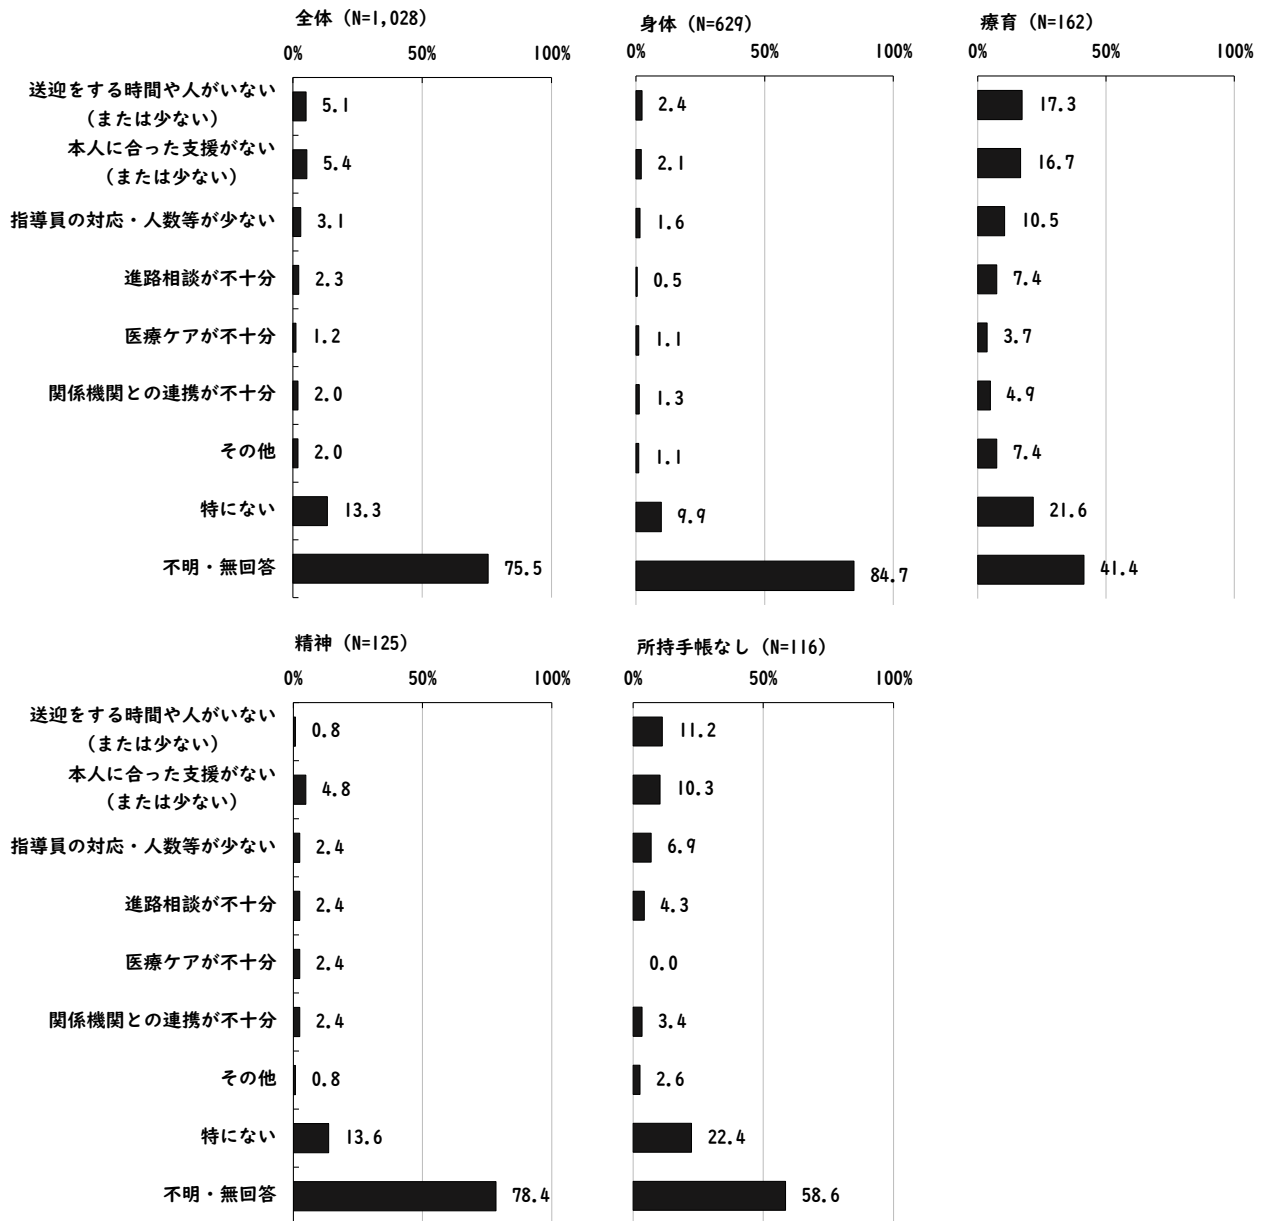 全体（N=1,028）
0% 50% 100%
送迎をする時間や人がいない
（または少ない）
5.1
本人に合った支援がない
（または少ない）
5.4
指導員の対応・人数等が少ない
3.1
進路相談が不十分
2.3
医療ケアが不十分
1.2
関係機関との連携が不十分
2.0
その他
2.0
特にない
13.3
不明・無回答
75.5
身体（N=629）
0% 50% 100%
2.4
2.1
1.6
0.5
1.1
1.3
1.1
9.9
84.7
療育（N=162）
0% 50% 100%
17.3
16.7
10.5
7.4
3.7
4.9
7.4
21.6
41.4
精神（N=125）
0% 50% 100%
送迎をする時間や人がいない
（または少ない）
0.8
本人に合った支援がない
（または少ない）
4.8
指導員の対応・人数等が少ない
2.4
進路相談が不十分
2.4
医療ケアが不十分
2.4
関係機関との連携が不十分
2.4
その他
0.8
特にない
13.6
不明・無回答
78.4
所持手帳なし（N=116）
0% 50% 100%
11.2
10.3
6.9
4.3
0.0
3.4
2.6
22.4
58.6